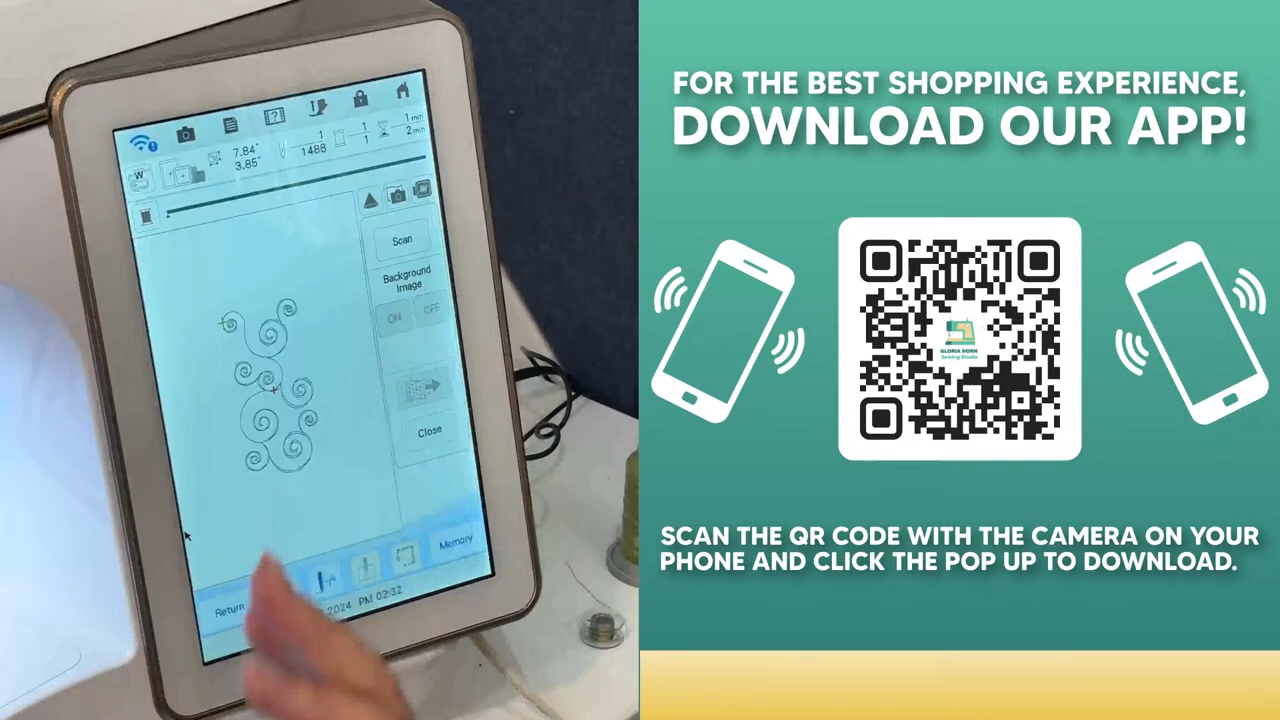 7.84"
3.85"
1
1488
1
1
1 min
2 min
W
Scan
Background
Image
ON OFF
Close
Memory
Return
2024 PM 02:32
FOR THE BEST SHOPPING EXPERIENCE,
DOWNLOAD OUR APP!
GLORIA HORN
Sewing Studio
SCAN THE QR CODE WITH THE CAMERA ON YOUR
PHONE AND CLICK THE POP UP TO DOWNLOAD.